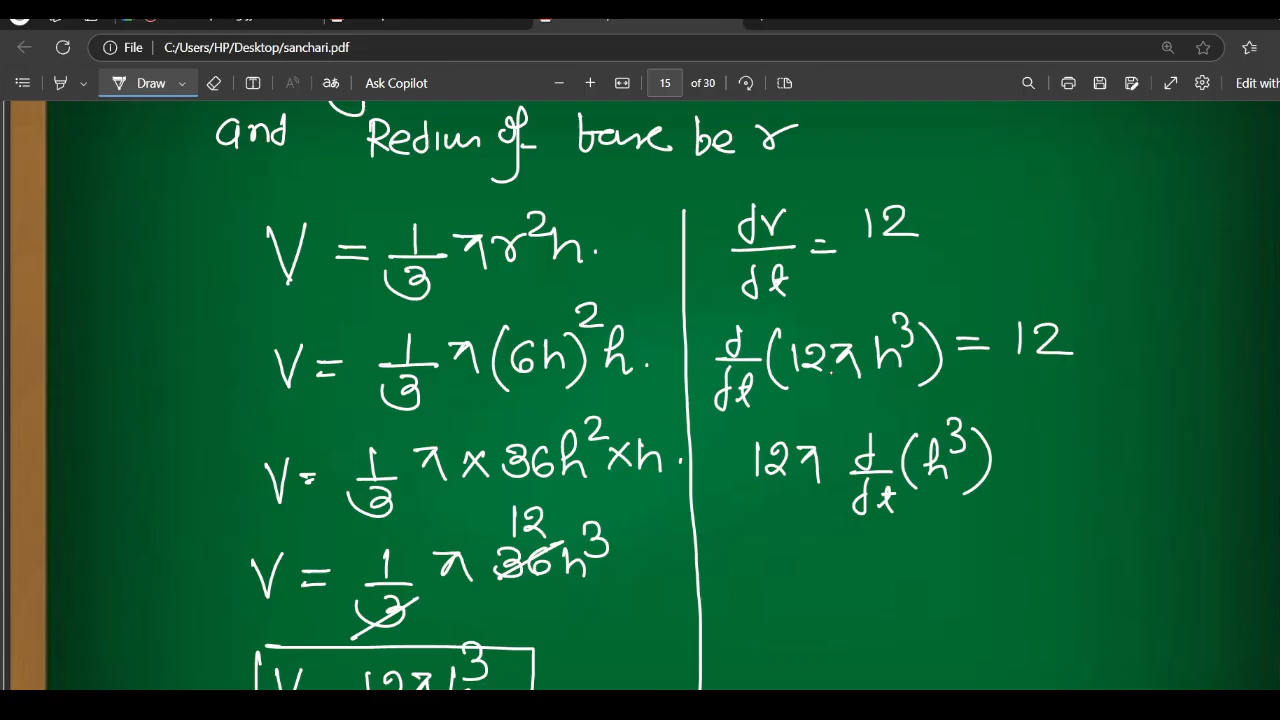 File C:/Users/HP/Desktop/sanchari.pdf
Draw Ask Copilot 15 of 30 Edit with
and Redius of base be r
V = 1/3 πr²h.
V = 1/3 π(6h)²h.
V = 1/3 π × 36h² × h.
12
V = 1/3 π 36h³
V = 12πh³
dv/dt = 12
d/dt (12πh³) = 12
12π d/dt (h³)